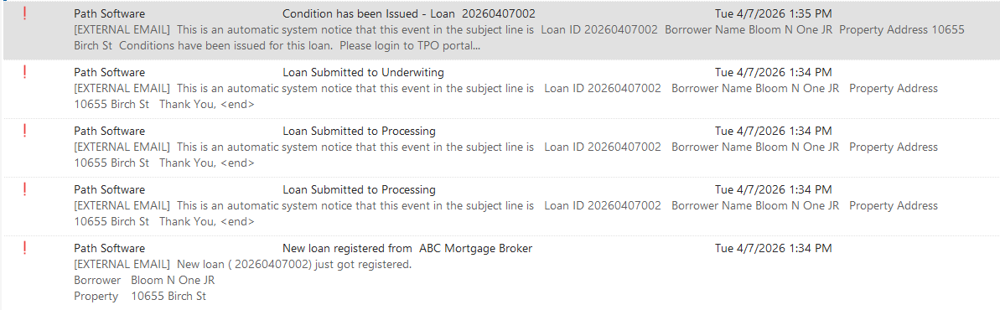 ! Path Software Condition has been Issued - Loan 20260407002 Tue 4/7/2026 1:35 PM
[EXTERNAL EMAIL] This is an automatic system notice that this event in the subject line is Loan ID 20260407002 Borrower Name Bloom N One JR Property Address 10655
Birch St Conditions have been issued for this loan. Please login to TPO portal...
! Path Software Loan Submitted to Underwiting Tue 4/7/2026 1:34 PM
[EXTERNAL EMAIL] This is an automatic system notice that this event in the subject line is Loan ID 20260407002 Borrower Name Bloom N One JR Property Address
10655 Birch St Thank You, <end>
! Path Software Loan Submitted to Processing Tue 4/7/2026 1:34 PM
[EXTERNAL EMAIL] This is an automatic system notice that this event in the subject line is Loan ID 20260407002 Borrower Name Bloom N One JR Property Address
10655 Birch St Thank You, <end>
! Path Software Loan Submitted to Processing Tue 4/7/2026 1:34 PM
[EXTERNAL EMAIL] This is an automatic system notice that this event in the subject line is Loan ID 20260407002 Borrower Name Bloom N One JR Property Address
10655 Birch St Thank You, <end>
! Path Software New loan registered from ABC Mortgage Broker Tue 4/7/2026 1:34 PM
[EXTERNAL EMAIL] New loan ( 20260407002) just got registered.
Borrower Bloom N One JR
Property 10655 Birch St